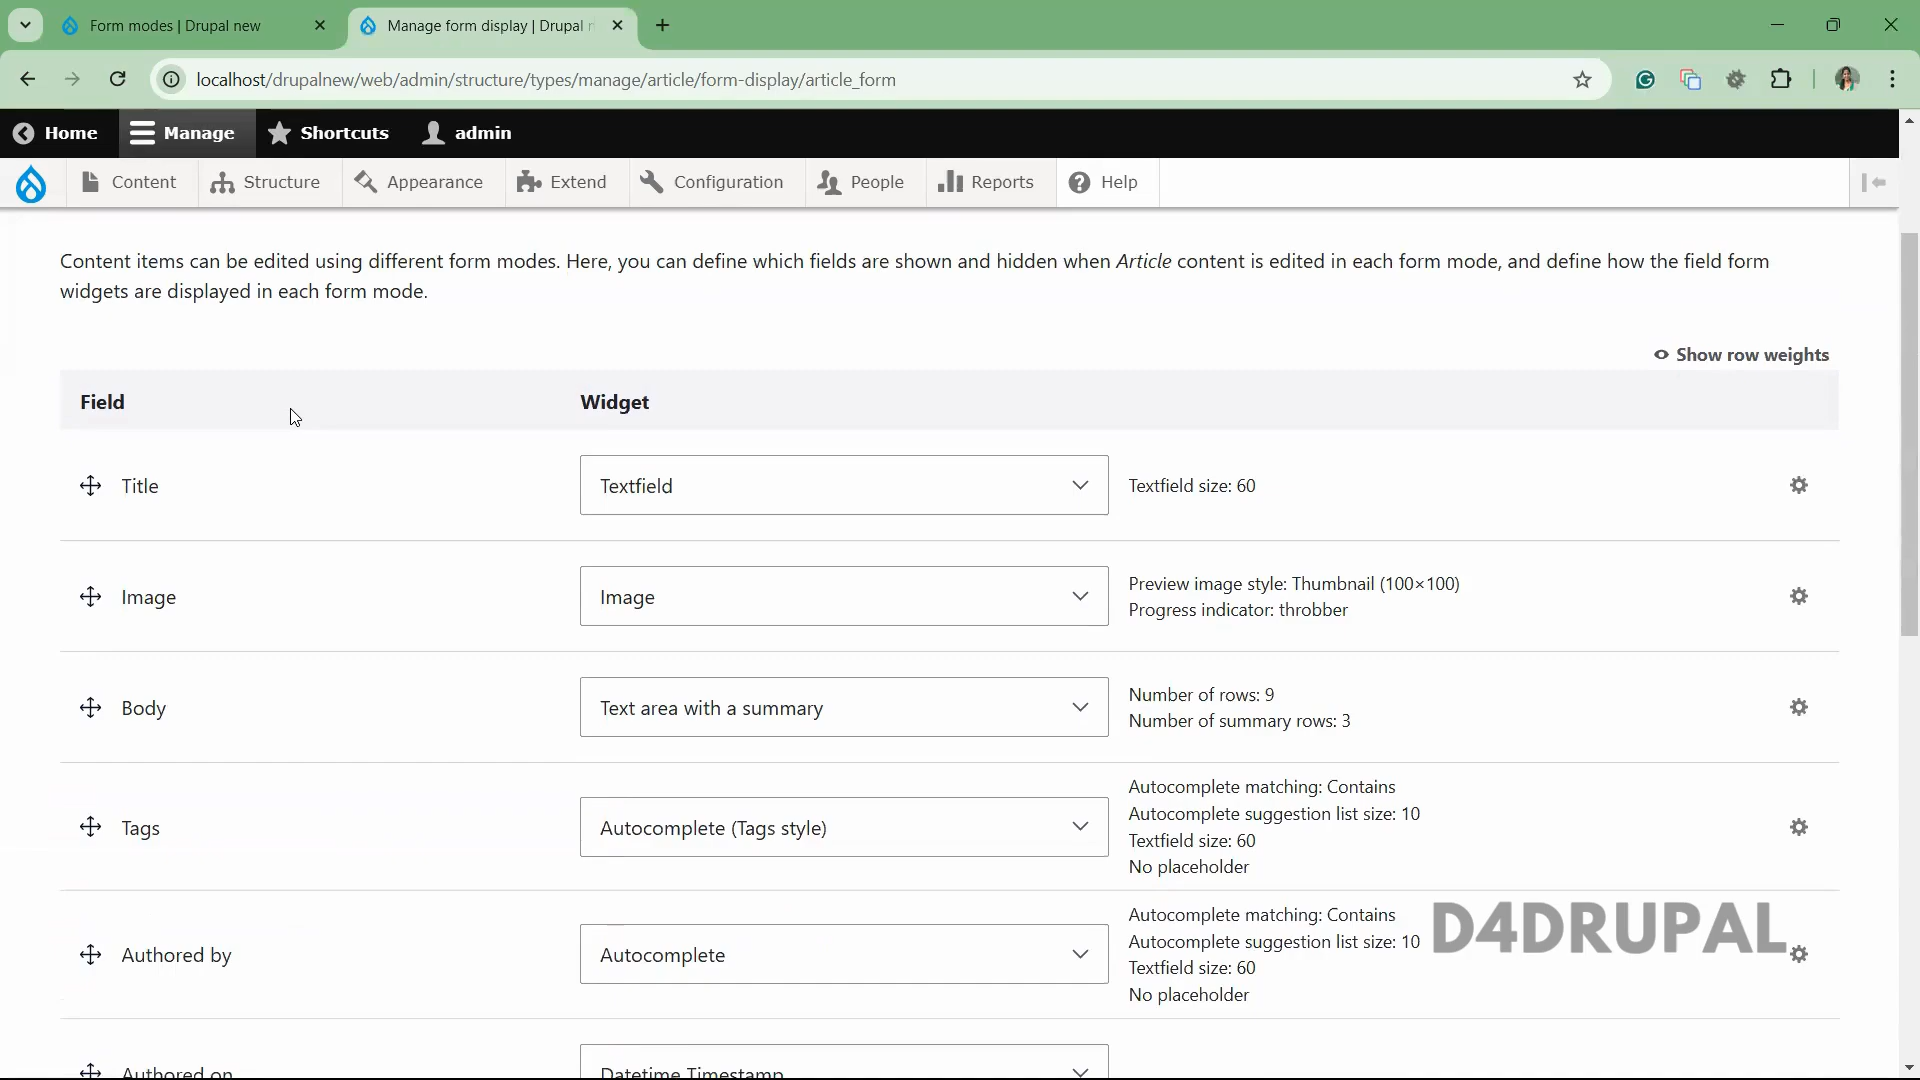 Form modes | Drupal new
Manage form display | Drupal n
localhost/drupalnew/web/admin/structure/types/manage/article/form-display/article_form
Home
Manage
Shortcuts
admin
Content
Structure
Appearance
Extend
Configuration
People
Reports
Help
Content items can be edited using different form modes. Here, you can define which fields are shown and hidden when Article content is edited in each form mode, and define how the field form
widgets are displayed in each form mode.
Show row weights
Field
Widget
Title
Textfield
Textfield size: 60
Image
Image
Preview image style: Thumbnail (100×100)
Progress indicator: throbber
Body
Text area with a summary
Number of rows: 9
Number of summary rows: 3
Tags
Autocomplete (Tags style)
Autocomplete matching: Contains
Autocomplete suggestion list size: 10
Textfield size: 60
No placeholder
Authored by
Autocomplete
Autocomplete matching: Contains
Autocomplete suggestion list size: 10
Textfield size: 60
No placeholder
D4DRUPAL
Authored on
Datetime Timestamp